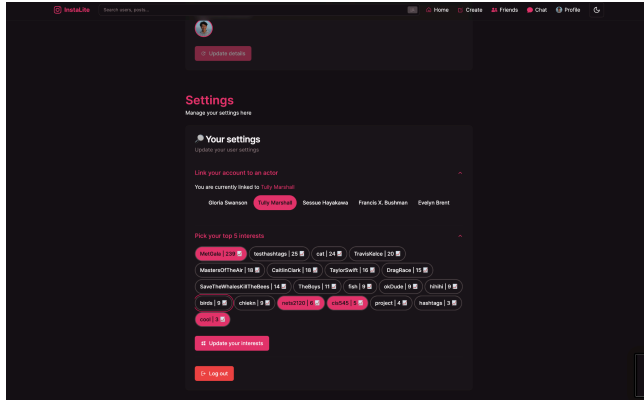 InstaLite Search users, posts... Home Create Friends Chat Profile
Update details
Settings
Manage your settings here
Your settings
Update your user settings
Link your account to an actor
You are currently linked to Tully Marshall
Gloria Swanson Tully Marshall Sessue Hayakawa Francis X. Bushman Evelyn Brent
Pick your top 5 interests
MetGala | 239 testhashtags | 25 cat | 24 TravisKelce | 20
MastersOfTheAir | 18 CaitlinClark | 18 TaylorSwift | 16 DragRace | 15
SaveTheWhalesKillTheBees | 14 TheBoys | 11 fish | 9 okDude | 9 hihihi | 9
birds | 9 chiekn | 9 nets2120 | 6 cis545 | 5 project | 4 hashtags | 3
cool | 3
Update your interests
Log out